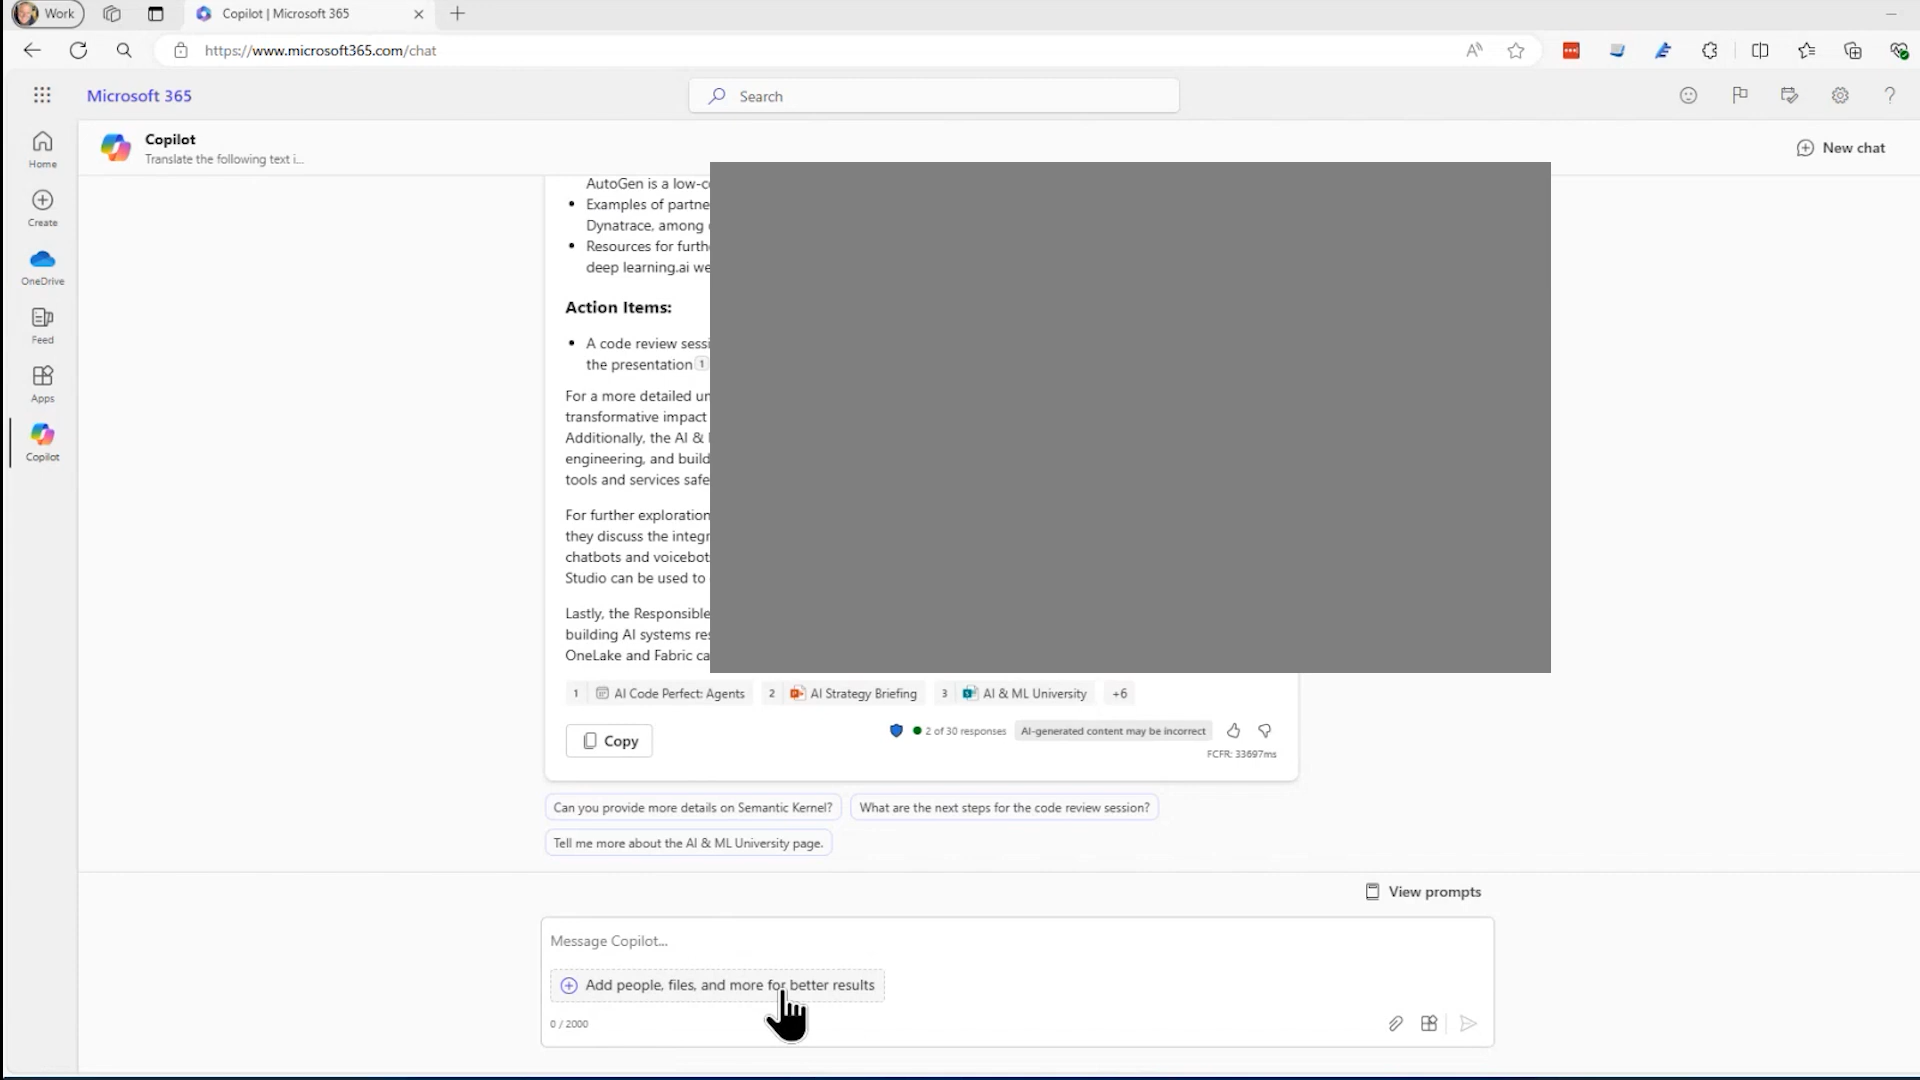 Work
Copilot | Microsoft 365
https://www.microsoft365.com/chat
Microsoft 365
Search
Home
Create
OneDrive
Feed
Apps
Copilot
Copilot
Translate the following text i...
New chat
AutoGen is a low-c
• Examples of partne
Dynatrace, among
• Resources for furth
deep learning.ai we
Action Items:
• A code review sessi
the presentation 1
For a more detailed un
transformative impact
Additionally, the AI &
engineering, and build
tools and services safe
For further exploration
they discuss the integr
chatbots and voicebot
Studio can be used to
Lastly, the Responsible
building AI systems res
OneLake and Fabric ca
1 AI Code Perfect: Agents 2 AI Strategy Briefing 3 AI & ML University +6
Copy
2 of 30 responses AI-generated content may be incorrect
FCFR: 33697ms
Can you provide more details on Semantic Kernel? What are the next steps for the code review session?
Tell me more about the AI & ML University page.
View prompts
Message Copilot...
Add people, files, and more for better results
0 / 2000